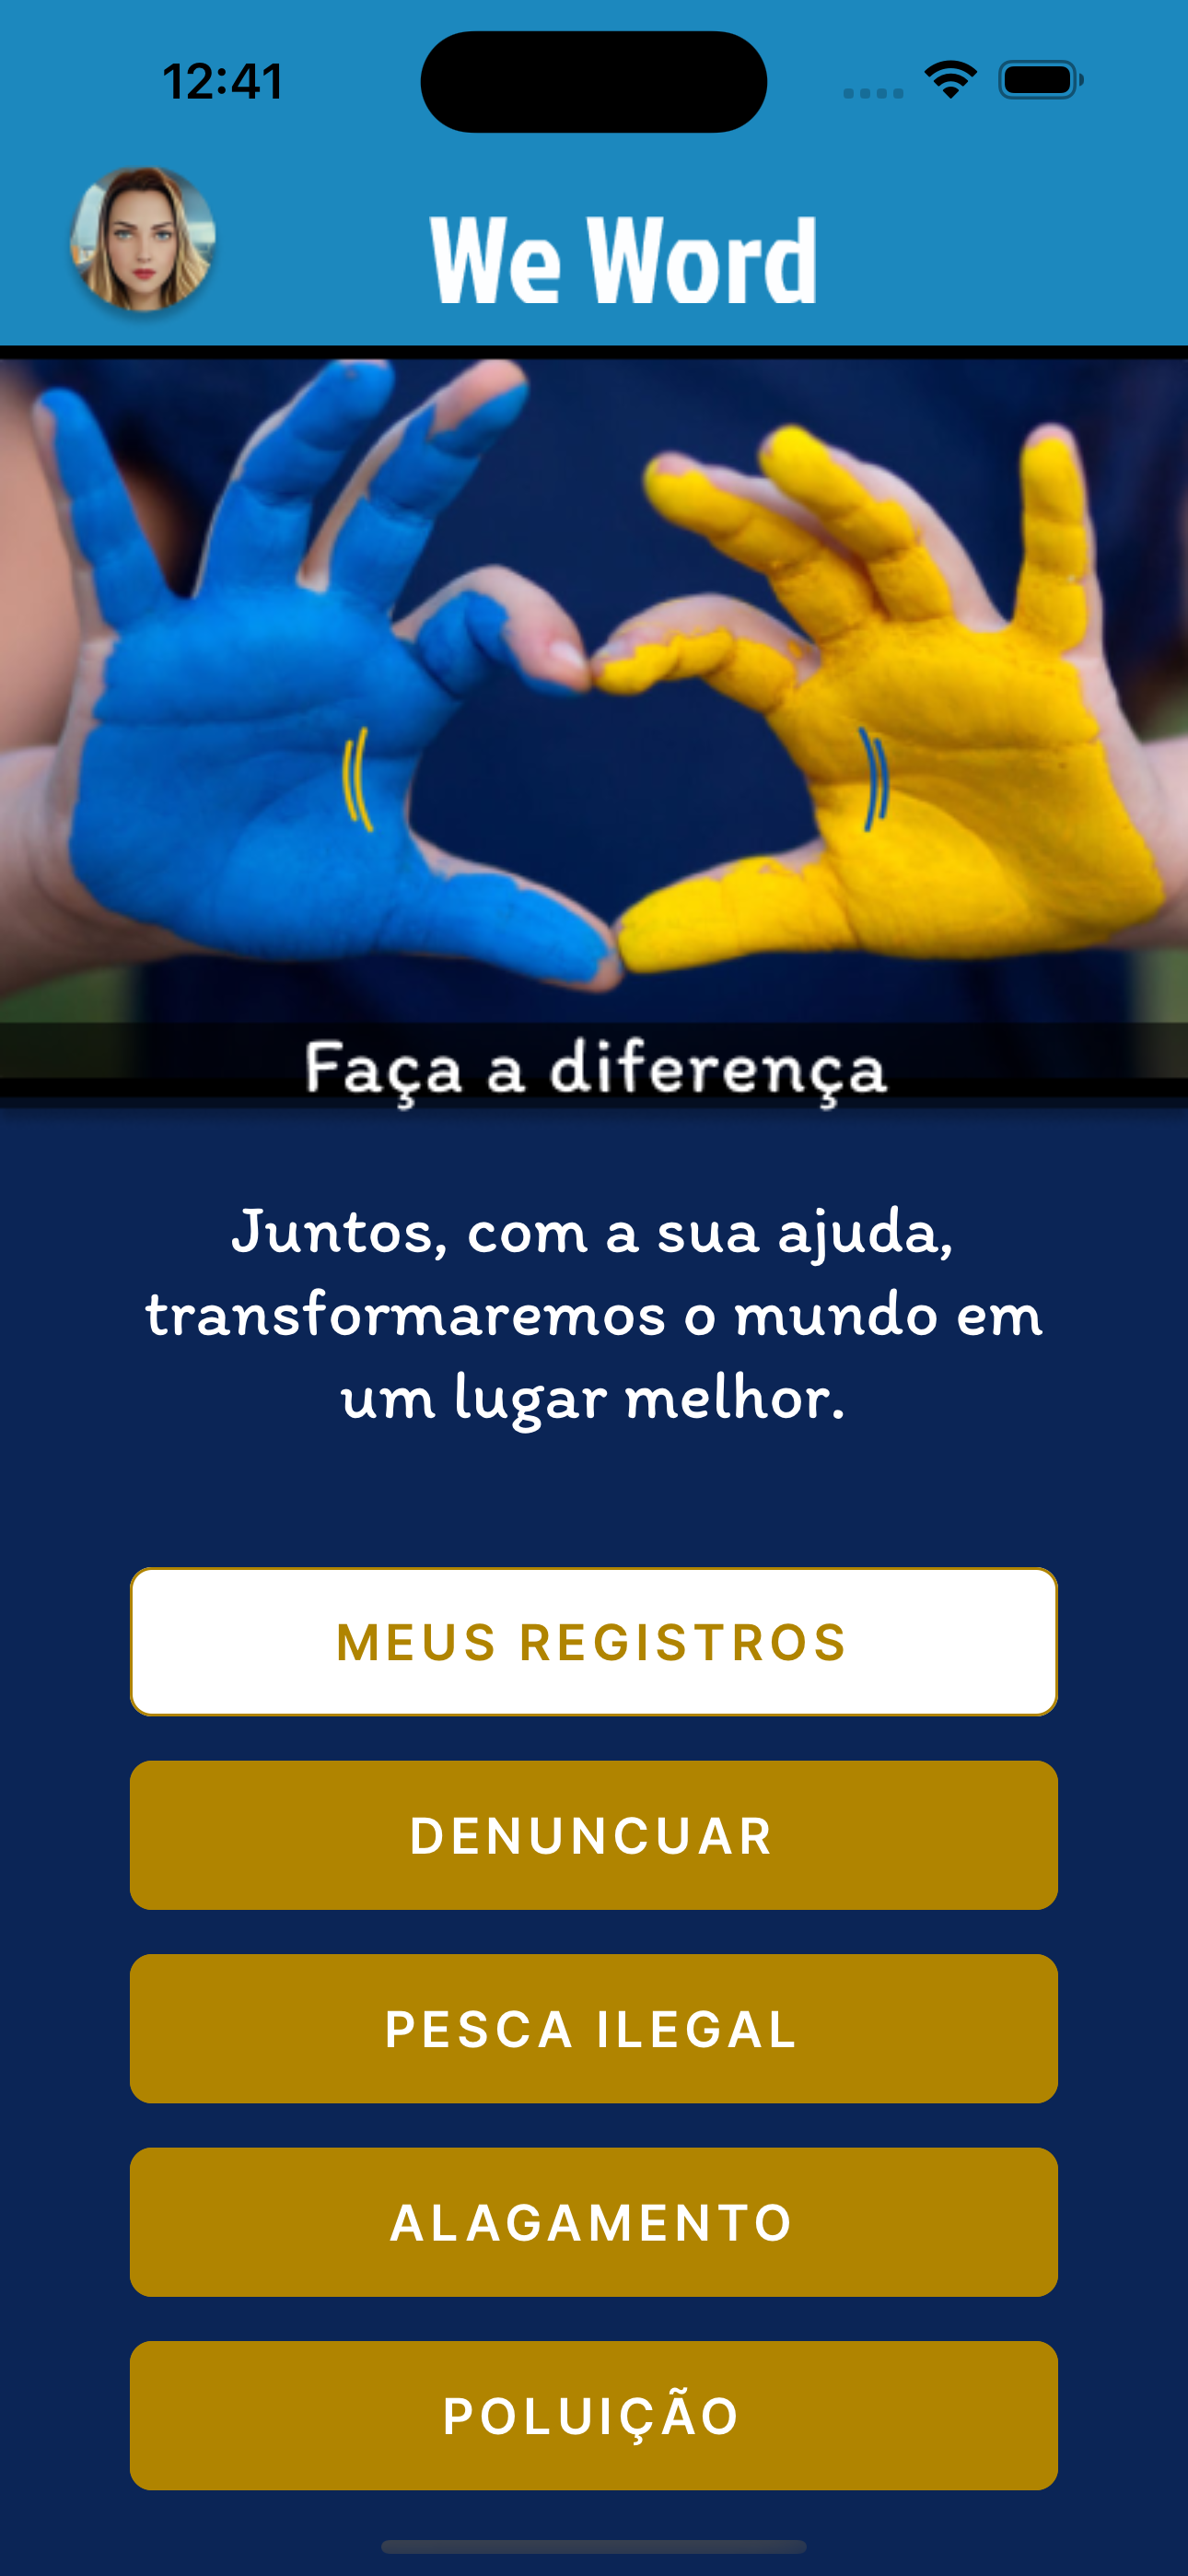 12:41
We Word
Faça a diferença
Juntos, com a sua ajuda,
transformaremos o mundo em
um lugar melhor.
MEUS REGISTROS
DENUNCUAR
PESCA ILEGAL
ALAGAMENTO
POLUIÇÃO